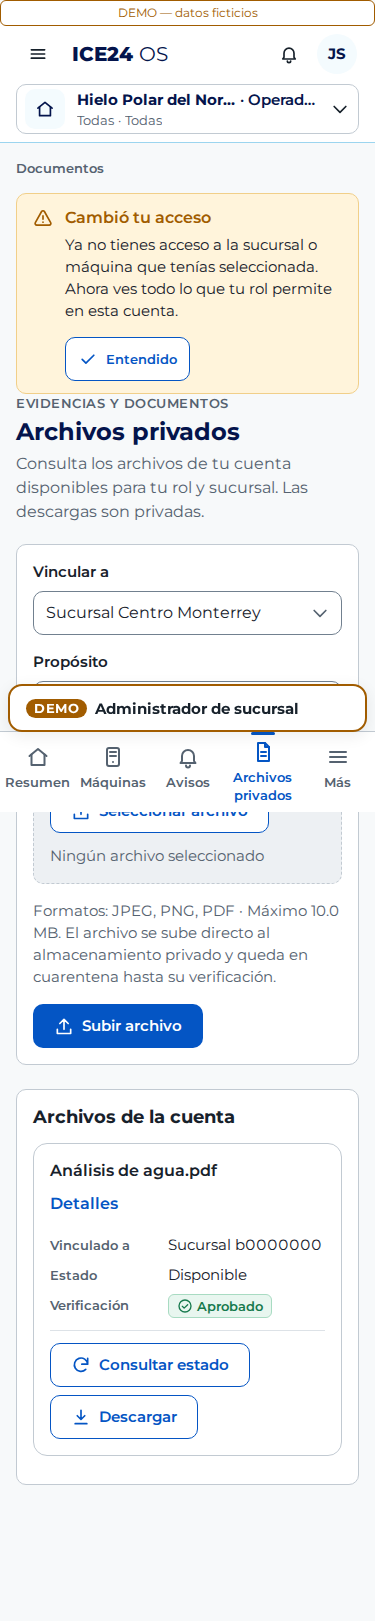 DEMO — datos ficticios
ICE24 OS
JS
Hielo Polar del Nor... · Operad...
Todas · Todas
Documentos
Cambió tu acceso
Ya no tienes acceso a la sucursal o
máquina que tenías seleccionada.
Ahora ves todo lo que tu rol permite
en esta cuenta.
Entendido
EVIDENCIAS Y DOCUMENTOS
Archivos privados
Consulta los archivos de tu cuenta
disponibles para tu rol y sucursal. Las
descargas son privadas.
Vincular a
Sucursal Centro Monterrey
Propósito
DEMO Administrador de sucursal
Resumen
Máquinas
Avisos
Archivos
privados
Más
Seleccionar archivo
Ningún archivo seleccionado
Formatos: JPEG, PNG, PDF · Máximo 10.0
MB. El archivo se sube directo al
almacenamiento privado y queda en
cuarentena hasta su verificación.
Subir archivo
Archivos de la cuenta
Análisis de agua.pdf
Detalles
Vinculado a Sucursal b0000000
Estado Disponible
Verificación Aprobado
Consultar estado
Descargar